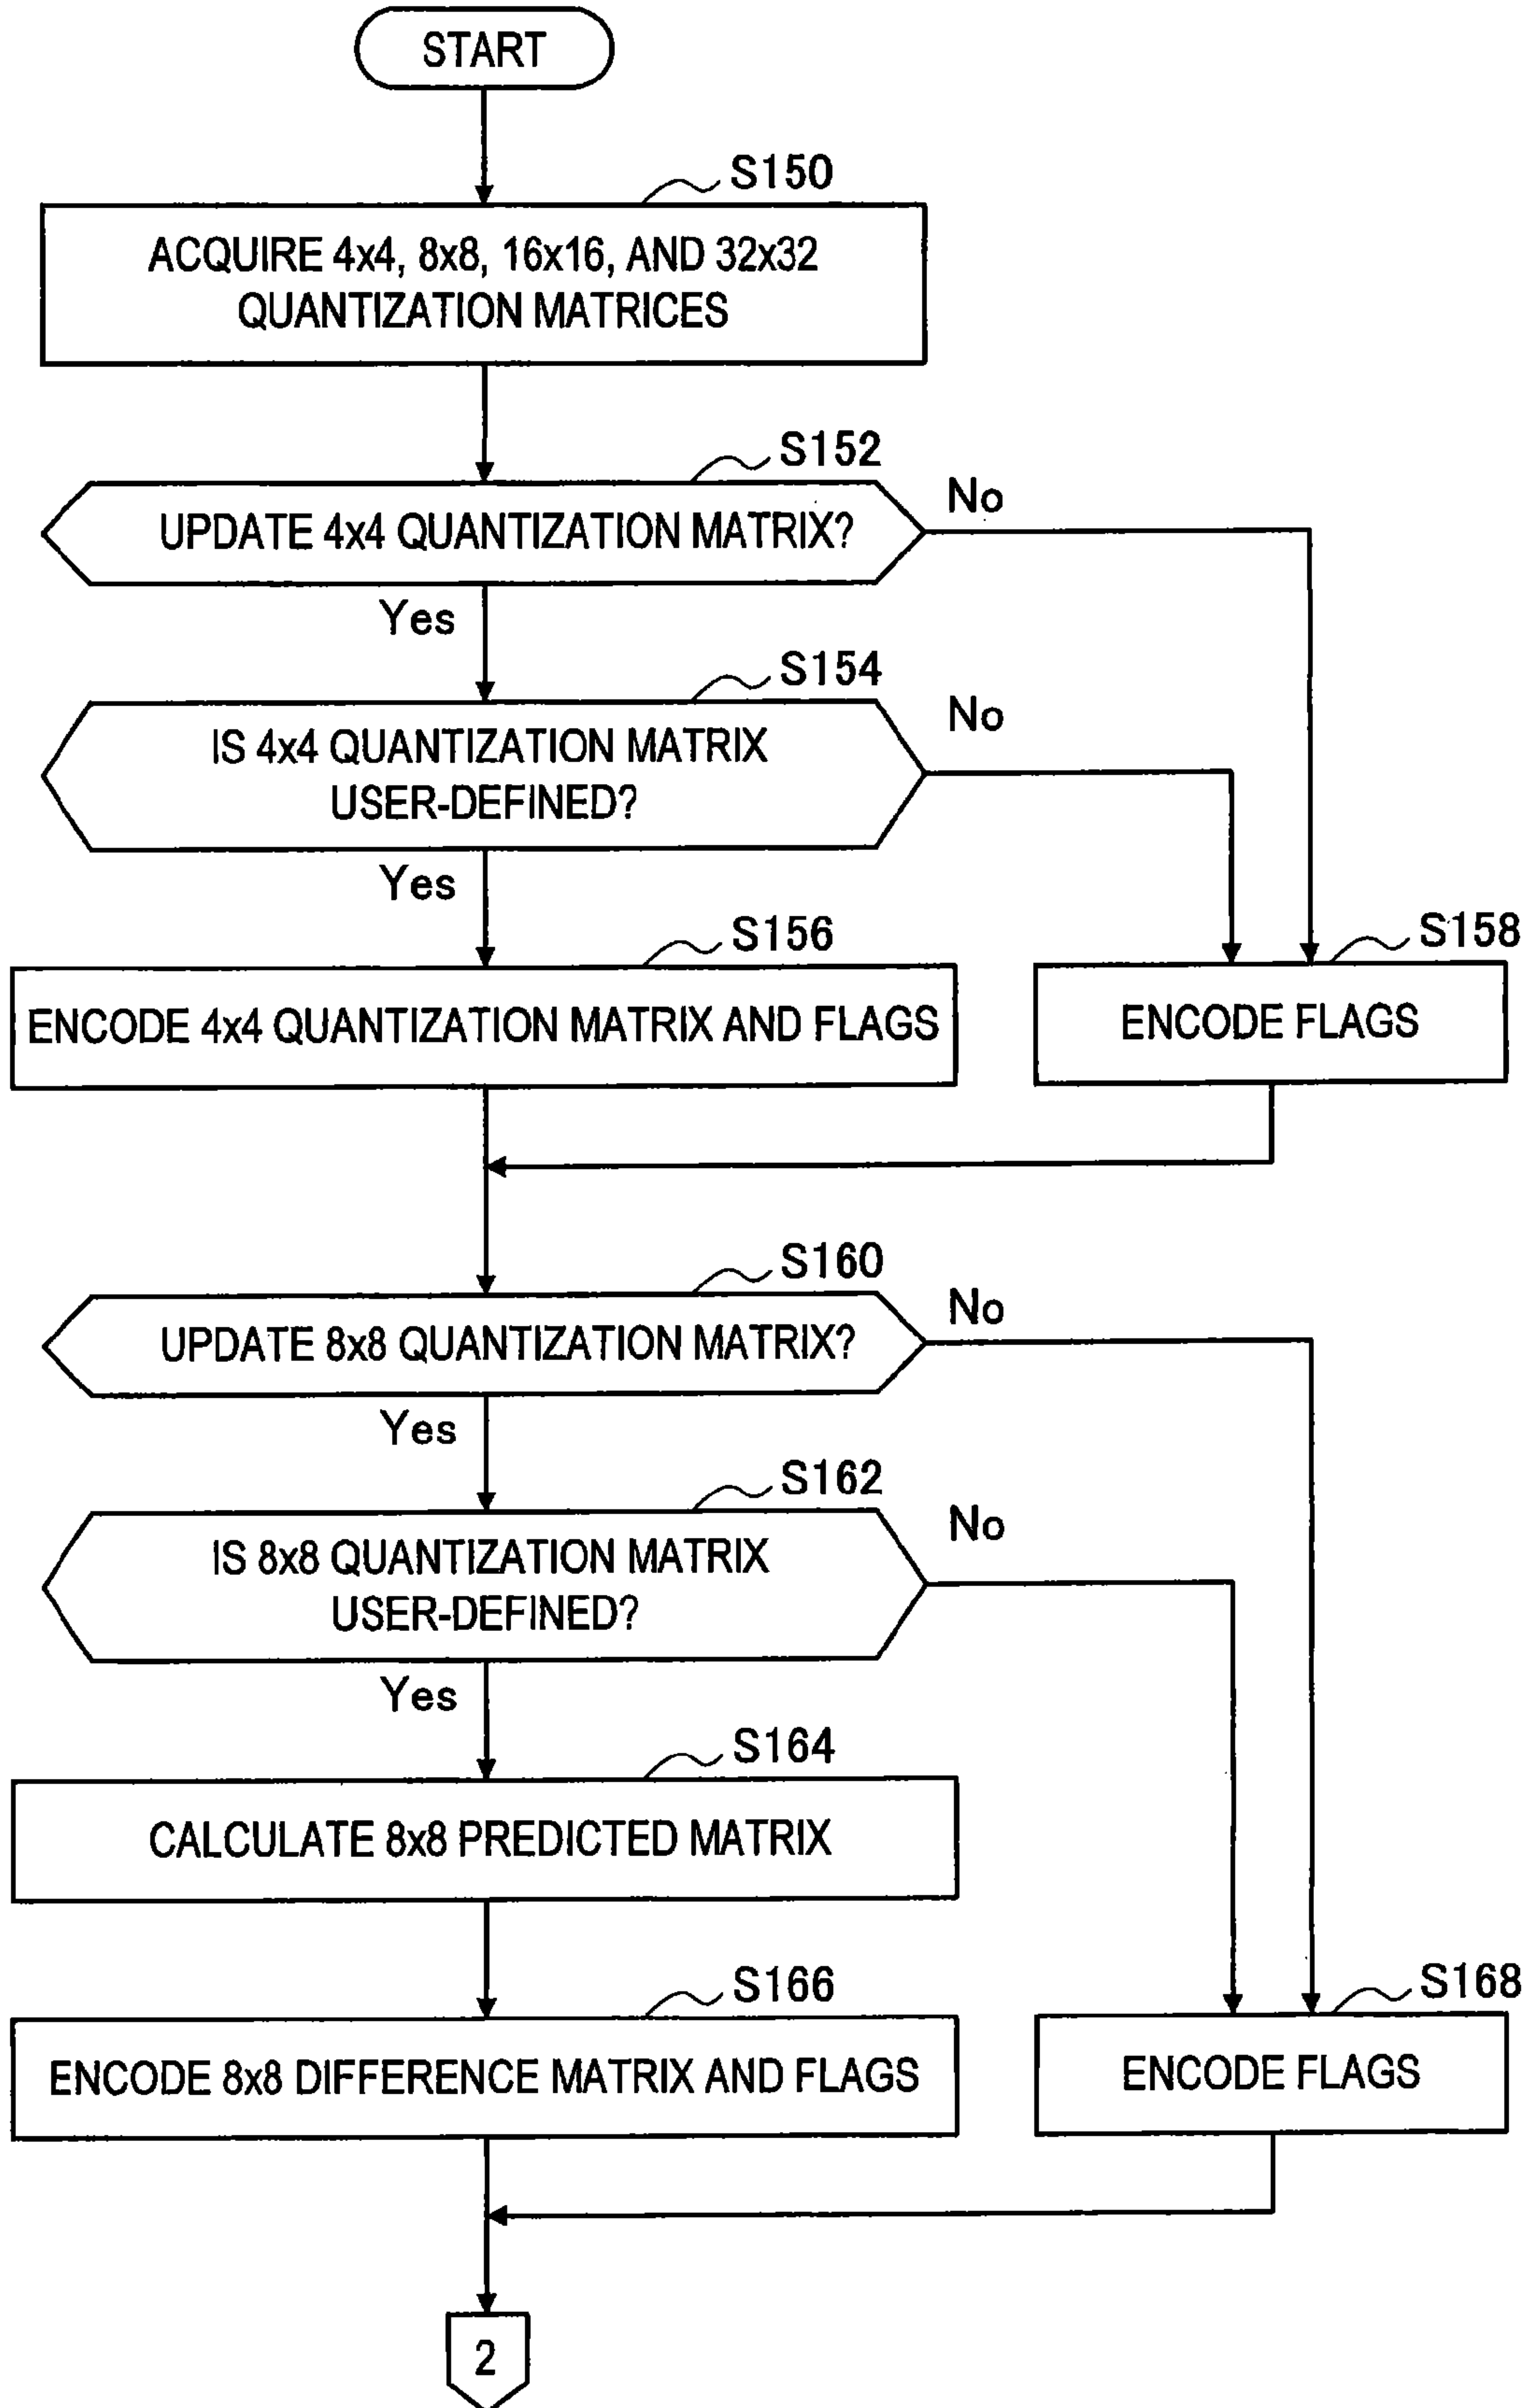 START
S150
ACQUIRE 4x4, 8x8, 16x16, AND 32x32
QUANTIZATION MATRICES
S152
UPDATE 4x4 QUANTIZATION MATRIX?
No
Yes
S154
IS 4x4 QUANTIZATION MATRIX
USER-DEFINED?
No
Yes
S156
ENCODE 4x4 QUANTIZATION MATRIX AND FLAGS
S158
ENCODE FLAGS
S160
UPDATE 8x8 QUANTIZATION MATRIX?
No
Yes
S162
IS 8x8 QUANTIZATION MATRIX
USER-DEFINED?
No
Yes
S164
CALCULATE 8x8 PREDICTED MATRIX
S166
ENCODE 8x8 DIFFERENCE MATRIX AND FLAGS
S168
ENCODE FLAGS
2